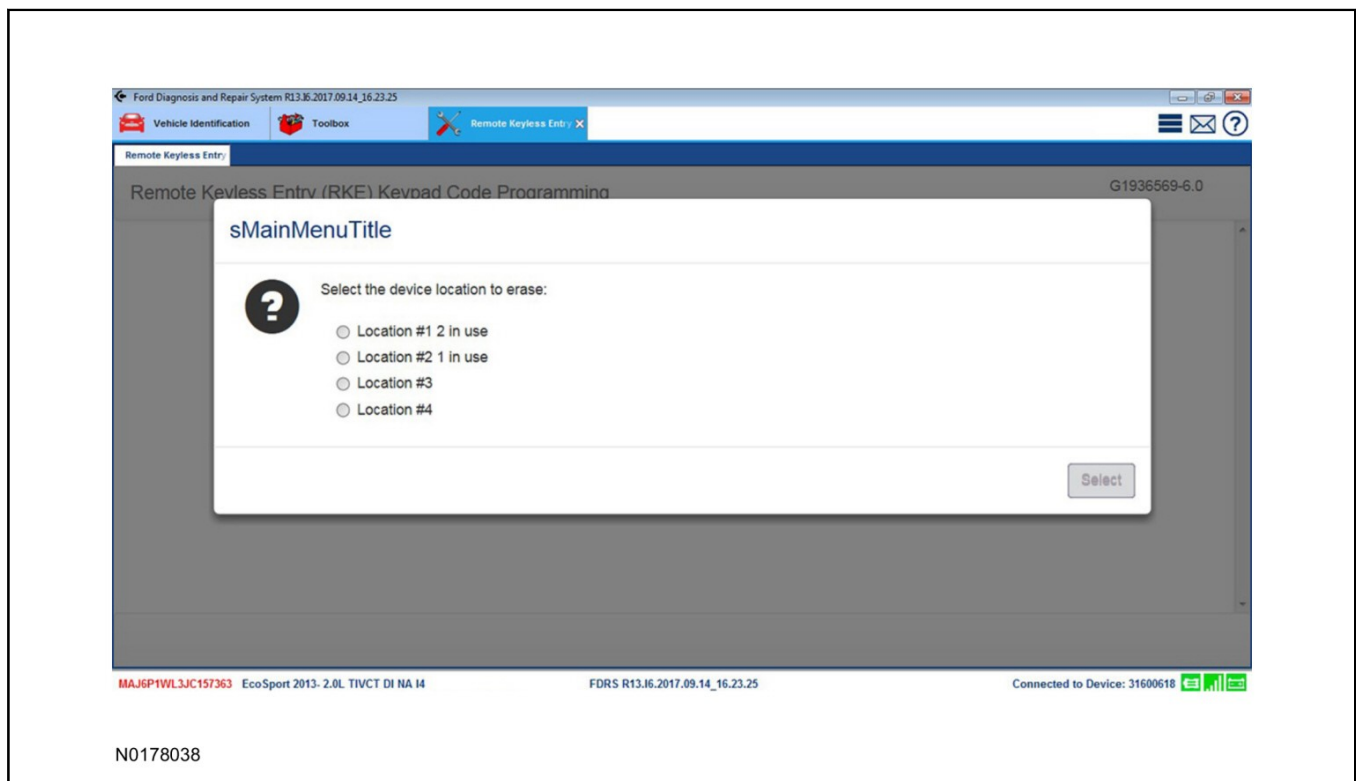 Ford Diagnosis and Repair System R13.I6.2017.09.14_16.23.25
Vehicle Identification Toolbox Remote Keyless Entry X
Remote Keyless Entry
Remote Keyless Entry (RKE) Keypad Code Programming G1936569-6.0
sMainMenuTitle
Select the device location to erase:
Location #1 2 in use
Location #2 1 in use
Location #3
Location #4
Select
MAJ6P1WL3JC157363 EcoSport 2013- 2.0L TIVCT DI NA I4 FDRS R13.I6.2017.09.14_16.23.25 Connected to Device: 31600618
N0178038